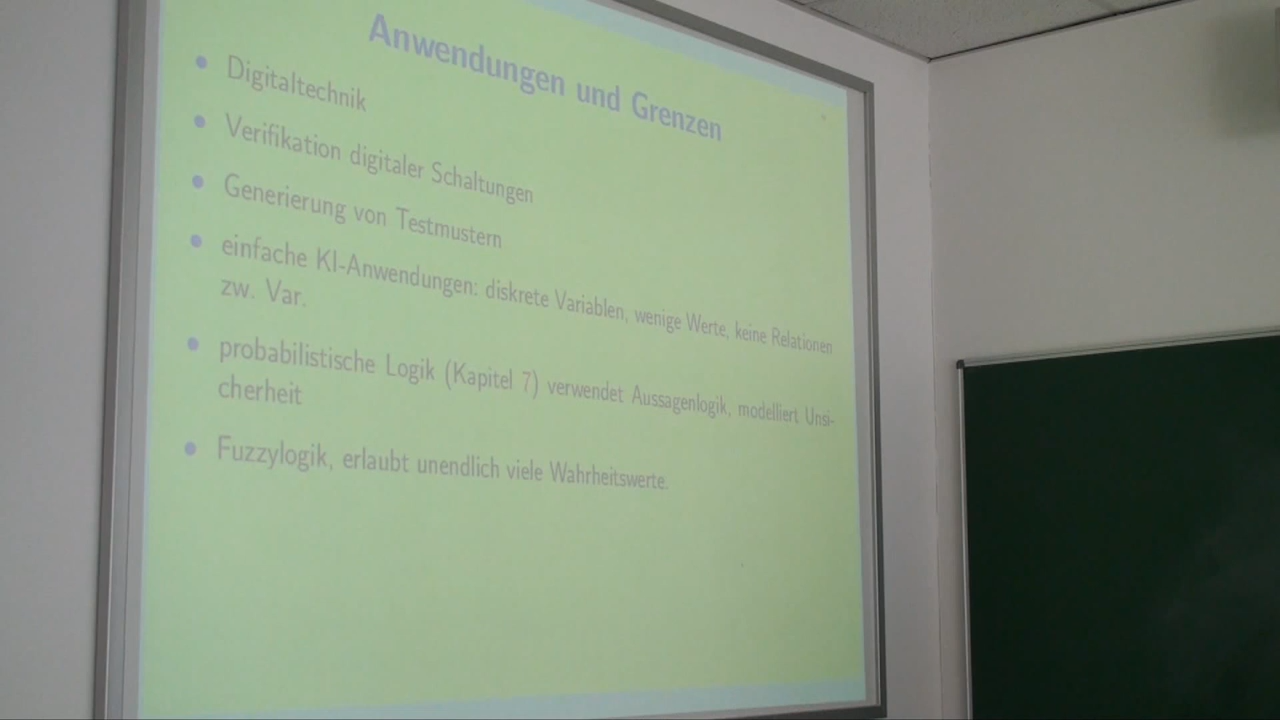 Anwendungen und Grenzen
• Digitaltechnik
• Verifikation digitaler Schaltungen
• Generierung von Testmustern
• einfache KI-Anwendungen: diskrete Variablen, wenige Werte, keine Relationen
zw. Var.
• probabilistische Logik (Kapitel 7) verwendet Aussagenlogik, modelliert Unsi-
cherheit
• Fuzzylogik, erlaubt unendlich viele Wahrheitswerte.